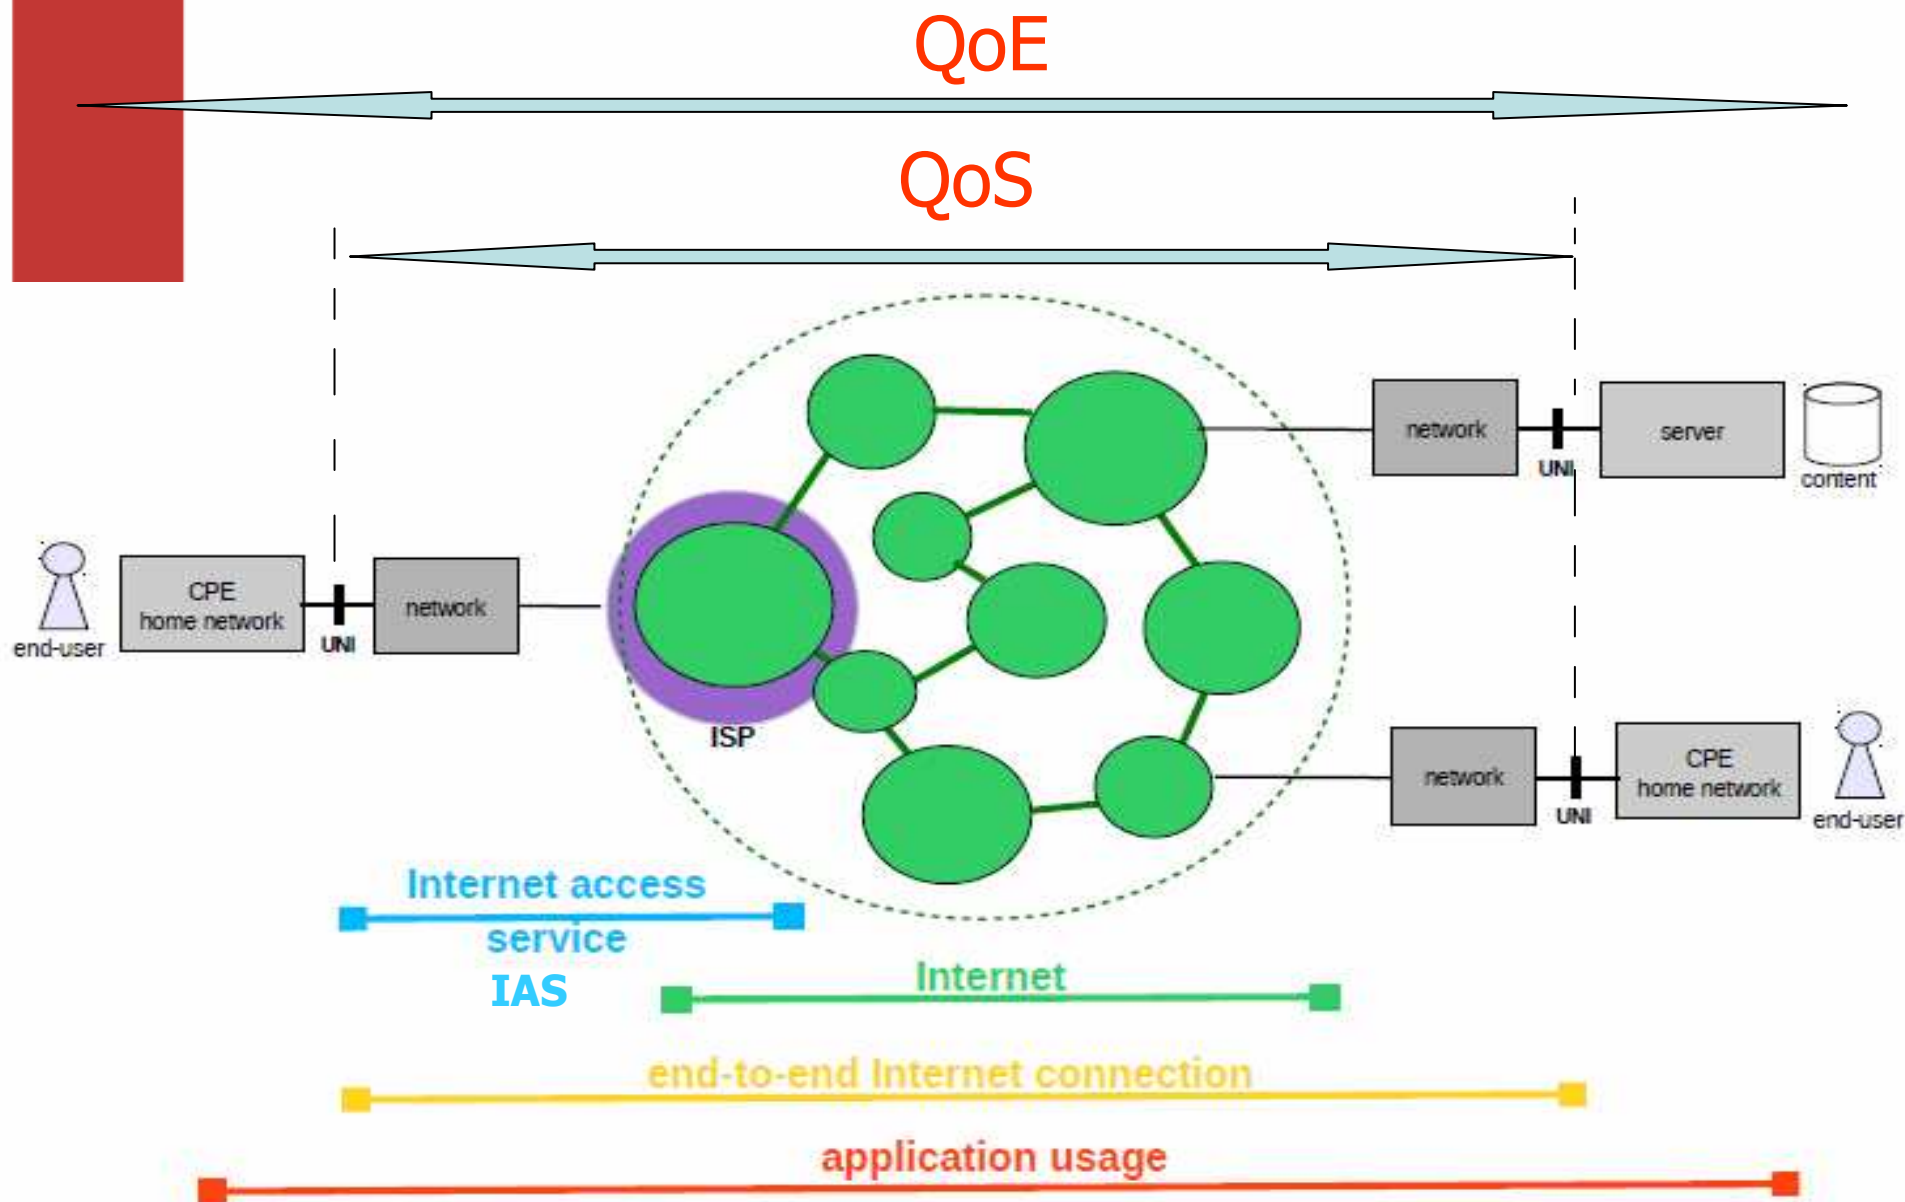 QoE
QoS
network
UNI
server
content
end-user
CPE
home network
UNI
network
ISP
network
UNI
CPE
home network
end-user
Internet access
service
IAS
Internet
end-to-end Internet connection
application usage